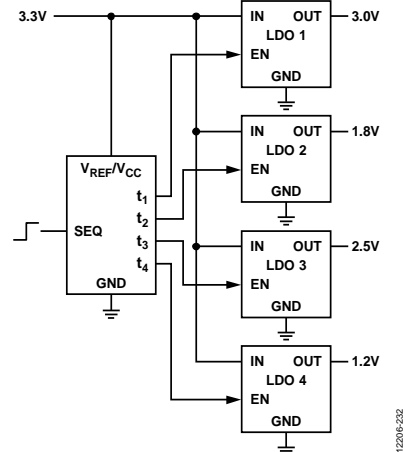 3.3V
IN OUT 3.0V
LDO 1
EN
GND
IN OUT 1.8V
LDO 2
EN
GND
VREF/VCC
t1
t2
SEQ
t3
t4
GND
IN OUT 2.5V
LDO 3
EN
GND
IN OUT 1.2V
LDO 4
EN
GND
12206-232